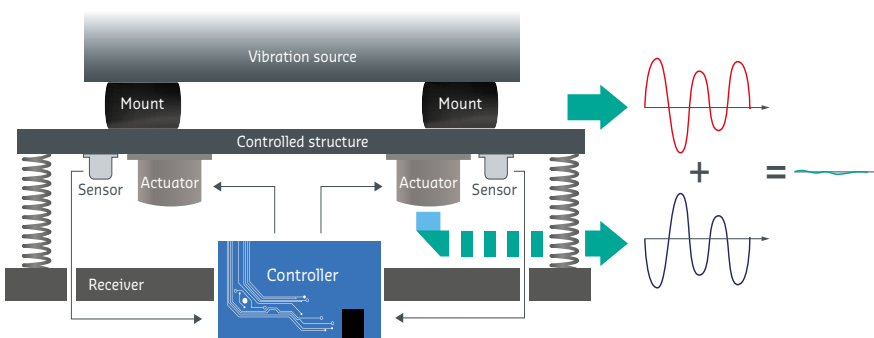 Vibration source
Mount
Mount
Controlled structure
Sensor
Actuator
Actuator
Sensor
+
=
Controller
Receiver